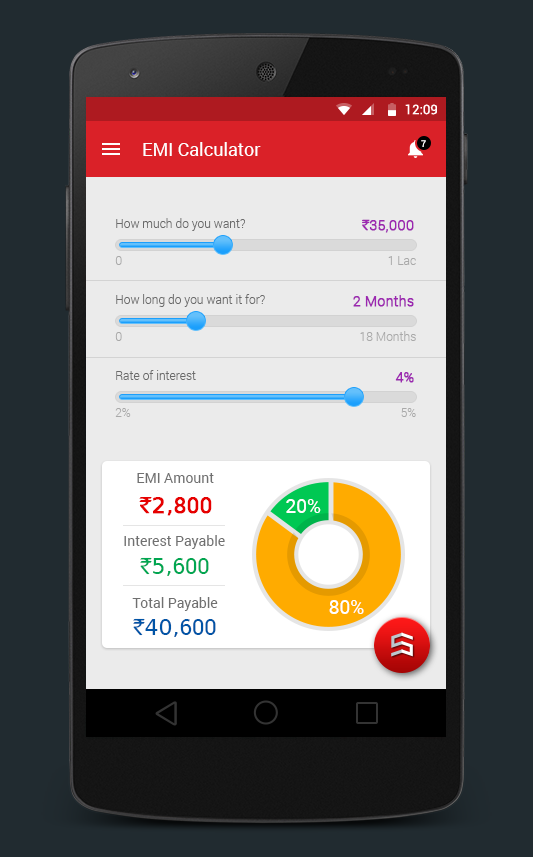 12:09
EMI Calculator
7
How much do you want?
₹35,000
0
1 Lac
How long do you want it for?
2 Months
0
18 Months
Rate of interest
4%
2%
5%
EMI Amount
₹2,800
Interest Payable
₹5,600
Total Payable
₹40,600
20%
80%